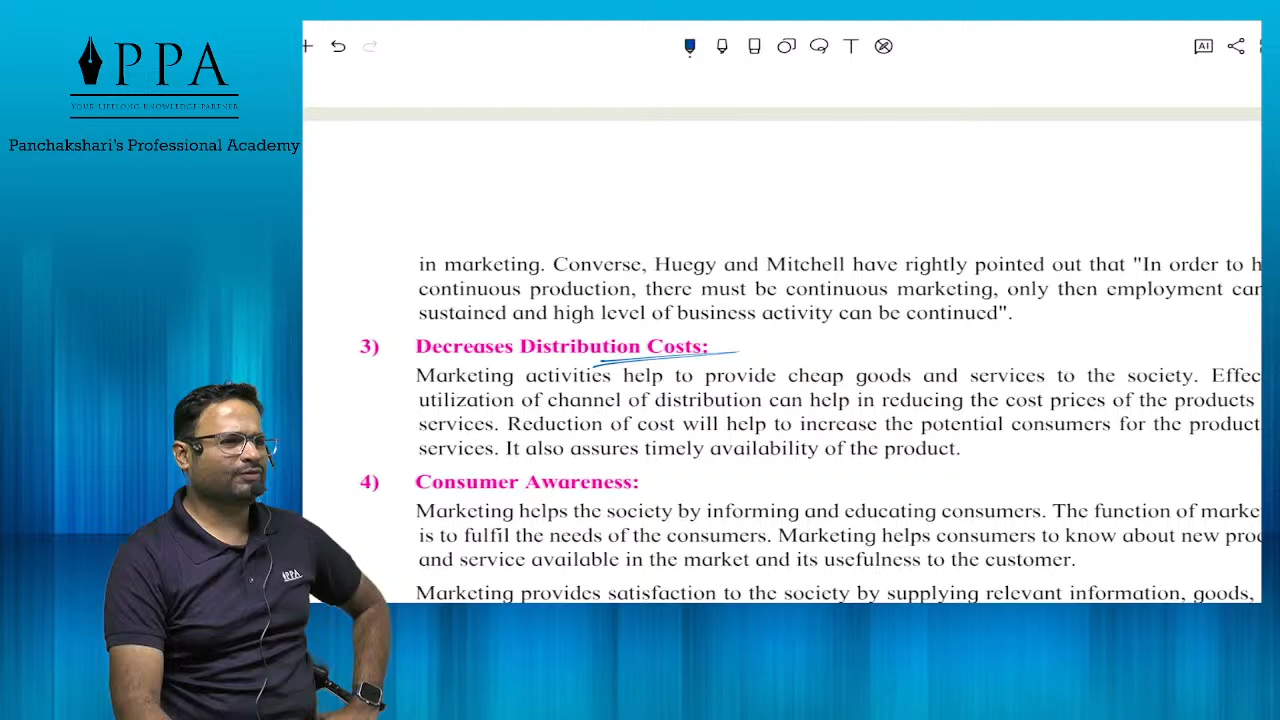 PPA
YOUR LIFELONG KNOWLEDGE PARTNER
Panchakshari's Professional Academy
T
AI
in marketing. Converse, Huegy and Mitchell have rightly pointed out that "In order to h
continuous production, there must be continuous marketing, only then employment can
sustained and high level of business activity can be continued".
3) Decreases Distribution Costs:
Marketing activities help to provide cheap goods and services to the society. Effec
utilization of channel of distribution can help in reducing the cost prices of the products
services. Reduction of cost will help to increase the potential consumers for the product
services. It also assures timely availability of the product.
4) Consumer Awareness:
Marketing helps the society by informing and educating consumers. The function of marke
is to fulfil the needs of the consumers. Marketing helps consumers to know about new prod
and service available in the market and its usefulness to the customer.
Marketing provides satisfaction to the society by supplying relevant information, goods,
PPA